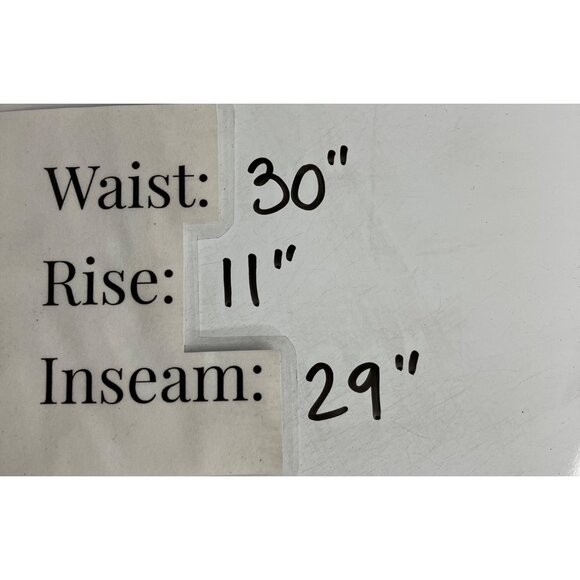 Waist: 30"
Rise: 11"
Inseam: 29"